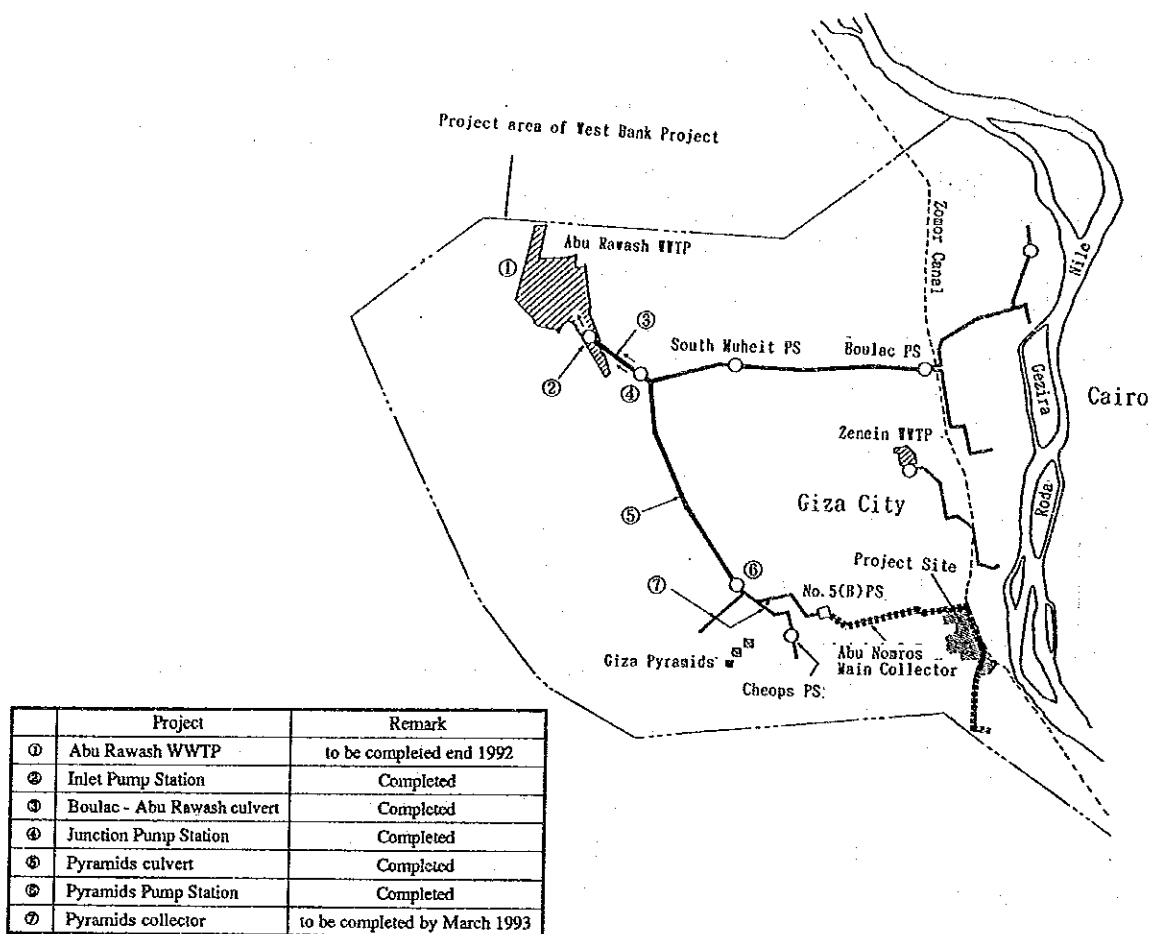 Project area of West Bank Project
Abu Rawash WWTP
①
③
②
④
South Muheit PS
Boulac PS
Zomor Canal
Nile
Gezira
Cairo
Zenein WWTP
Roda
Giza City
⑤
Project Site
⑥
⑦
No.5(B)PS
Giza Pyramids
Abu Nomros
Main Collector
Cheops PS
Project Remark
① Abu Rawash WWTP to be completed end 1992
② Inlet Pump Station Completed
③ Boulac - Abu Rawash culvert Completed
④ Junction Pump Station Completed
⑤ Pyramids culvert Completed
⑥ Pyramids Pump Station Completed
⑦ Pyramids collector to be completed by March 1993